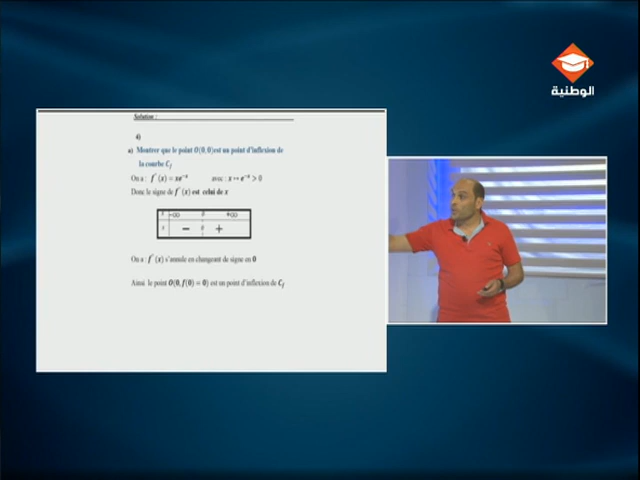 الوطنية
Solution :
4)
a) Montrer que le point O(0,0)est un point d'inflexion de
la courbe Cf
On a : f''(x) = xe⁻ˣ avec : x ↦ e⁻ˣ > 0
Donc le signe de f''(x) est celui de x
x -∞ 0 +∞
x - 0 +
On a : f''(x) s'annule en changeant de signe en 0
Ainsi le point O(0, f(0) = 0) est un point d'inflexion de Cf